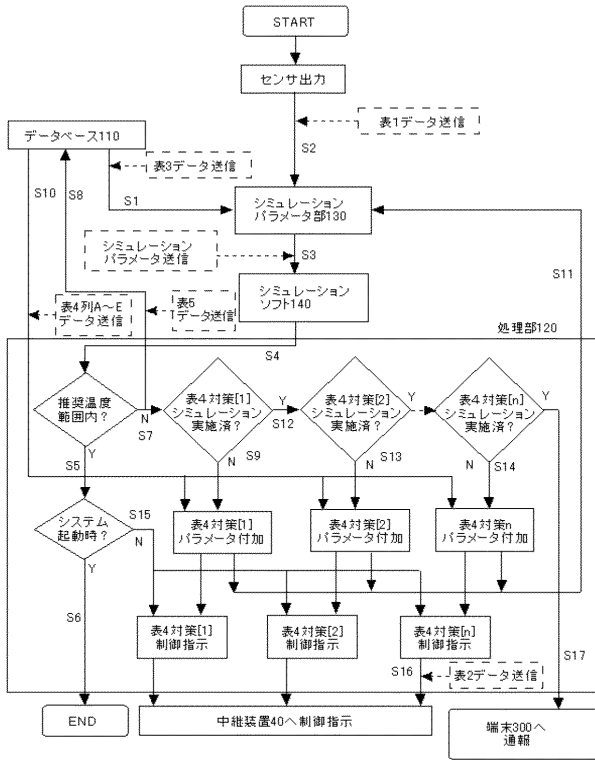 START
センサ出力
表1データ送信
S2
データベース110
表3データ送信
S10
S8
S1
シミュレーション
パラメータ部130
シミュレーション
パラメータ送信
S3
S11
シミュレーション
ソフト140
表4列A～E
データ送信
表5
データ送信
処理部120
S4
推奨温度
範囲内？
N
S7
表4対策[1]
シミュレーション
実施済？
Y
S12
表4対策[2]
シミュレーション
実施済？
Y
表4対策[n]
シミュレーション
実施済？
Y
Y
S5
N
S9
N
S13
N
S14
システム
起動時？
S15
N
Y
表4対策[1]
パラメータ付加
表4対策[2]
パラメータ付加
表4対策n
パラメータ付加
S6
表4対策[1]
制御指示
表4対策[2]
制御指示
表4対策[n]
制御指示
S17
S16
表2データ送信
END
中継装置40へ制御指示
端末300へ
通報